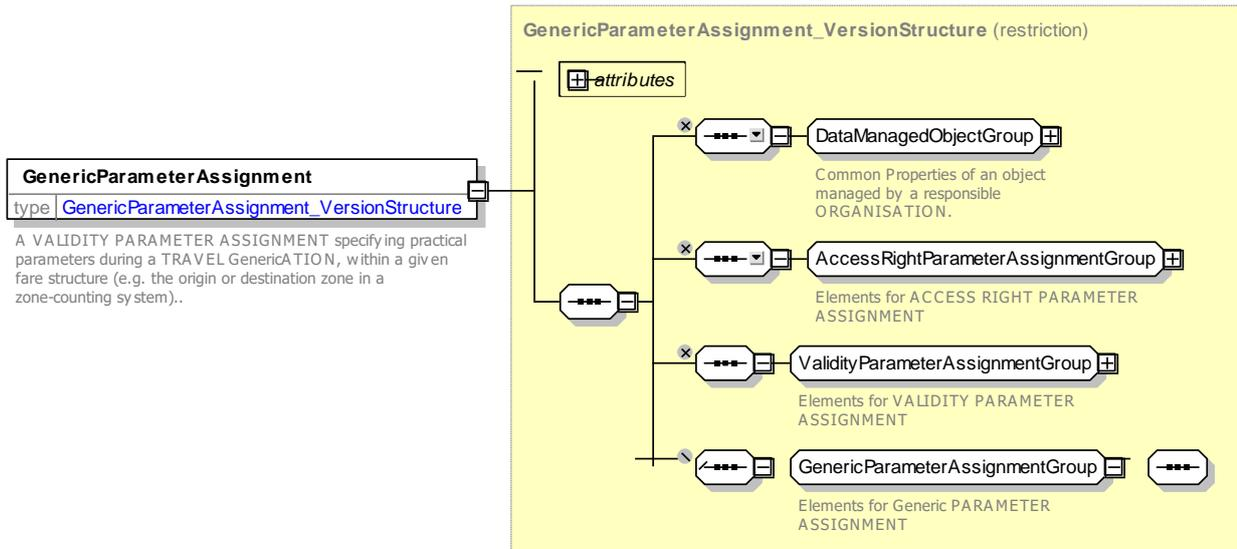 GenericParameterAssignment_VersionStructure (restriction)
attributes
DataManagedObjectGroup
Common Properties of an object
managed by a responsible
ORGANISATION.
GenericParameterAssignment
type GenericParameterAssignment_VersionStructure
A VALIDITY PARAMETER ASSIGNMENT specifying practical
parameters during a TRAVEL GenericATION, within a given
fare structure (e.g. the origin or destination zone in a
zone-counting system)..
AccessRightParameterAssignmentGroup
Elements for ACCESS RIGHT PARAMETER
ASSIGNMENT
ValidityParameterAssignmentGroup
Elements for VALIDITY PARAMETER
ASSIGNMENT
GenericParameterAssignmentGroup
Elements for Generic PARAMETER
ASSIGNMENT